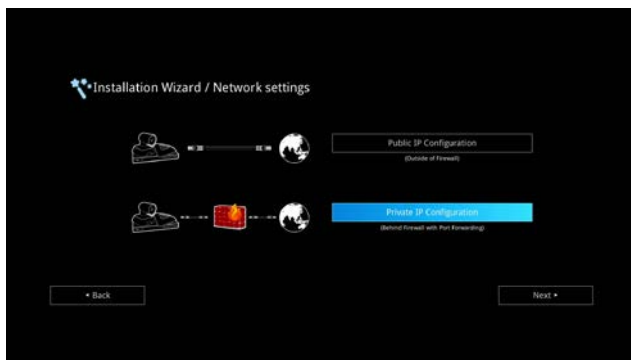 Installation Wizard / Network settings
Public IP Configuration
(Outside of Firewall)
Private IP Configuration
(Behind Firewall with Port Forwarding)
Back
Next